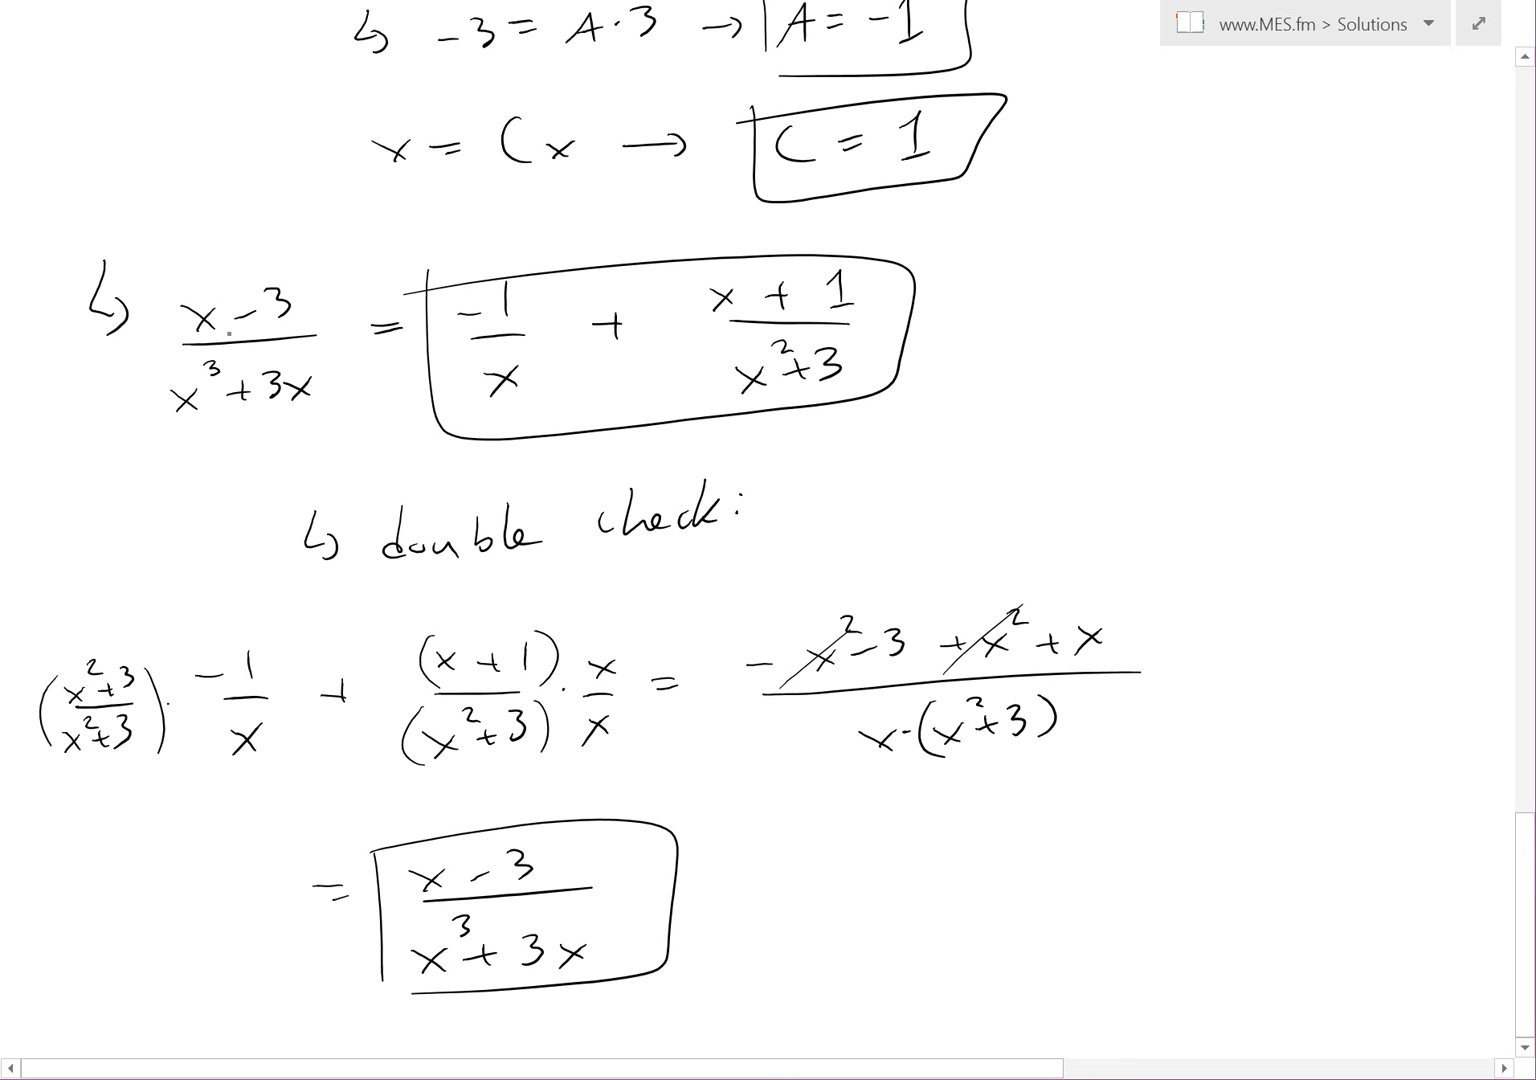 www.MES.fm > Solutions
↳ -3 = A·3 → A = -1
x = Cx → C = 1
↳ (x - 3)/(x³ + 3x) = -1/x + (x + 1)/(x² + 3)
↳ double check:
((x² + 3)/(x² + 3)) · -1/x + (x + 1)/(x² + 3) · x/x = (-x² - 3 + x² + x)/(x·(x² + 3))
= (x - 3)/(x³ + 3x)